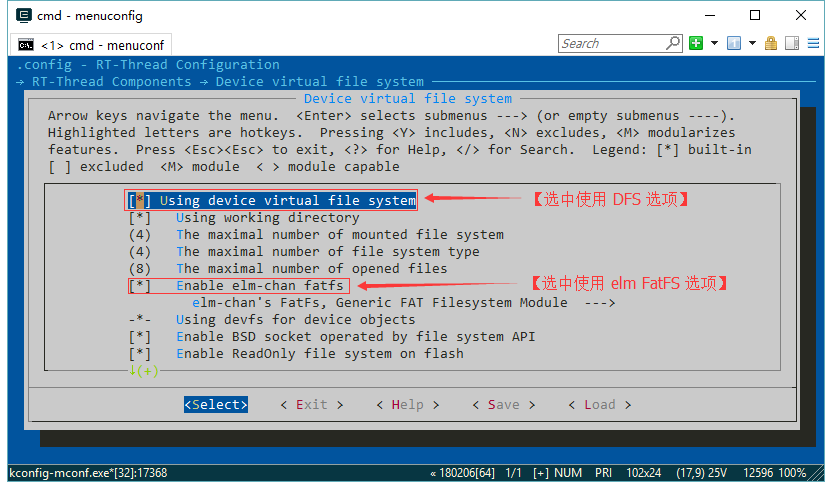 cmd - menuconfig
<1> cmd - menuconf
Search
.config - RT-Thread Configuration
→ RT-Thread Components → Device virtual file system
Device virtual file system
Arrow keys navigate the menu. <Enter> selects submenus ---> (or empty submenus ----).
Highlighted letters are hotkeys. Pressing <Y> includes, <N> excludes, <M> modularizes
features. Press <Esc><Esc> to exit, <?> for Help, </> for Search. Legend: [*] built-in
[ ] excluded <M> module < > module capable
[*] Using device virtual file system 【选中使用 DFS 选项】
[*] Using working directory
(4) The maximal number of mounted file system
(4) The maximal number of file system type
(8) The maximal number of opened files
[*] Enable elm-chan fatfs 【选中使用 elm FatFS 选项】
elm-chan's FatFs, Generic FAT Filesystem Module --->
-*- Using devfs for device objects
[*] Enable BSD socket operated by file system API
[*] Enable ReadOnly file system on flash
↓(+)
<Select> < Exit > < Help > < Save > < Load >
kconfig-mconf.exe*[32]:17368 « 180206[64] 1/1 [+] NUM PRI 102x24 (17,9) 25V 12596 100%